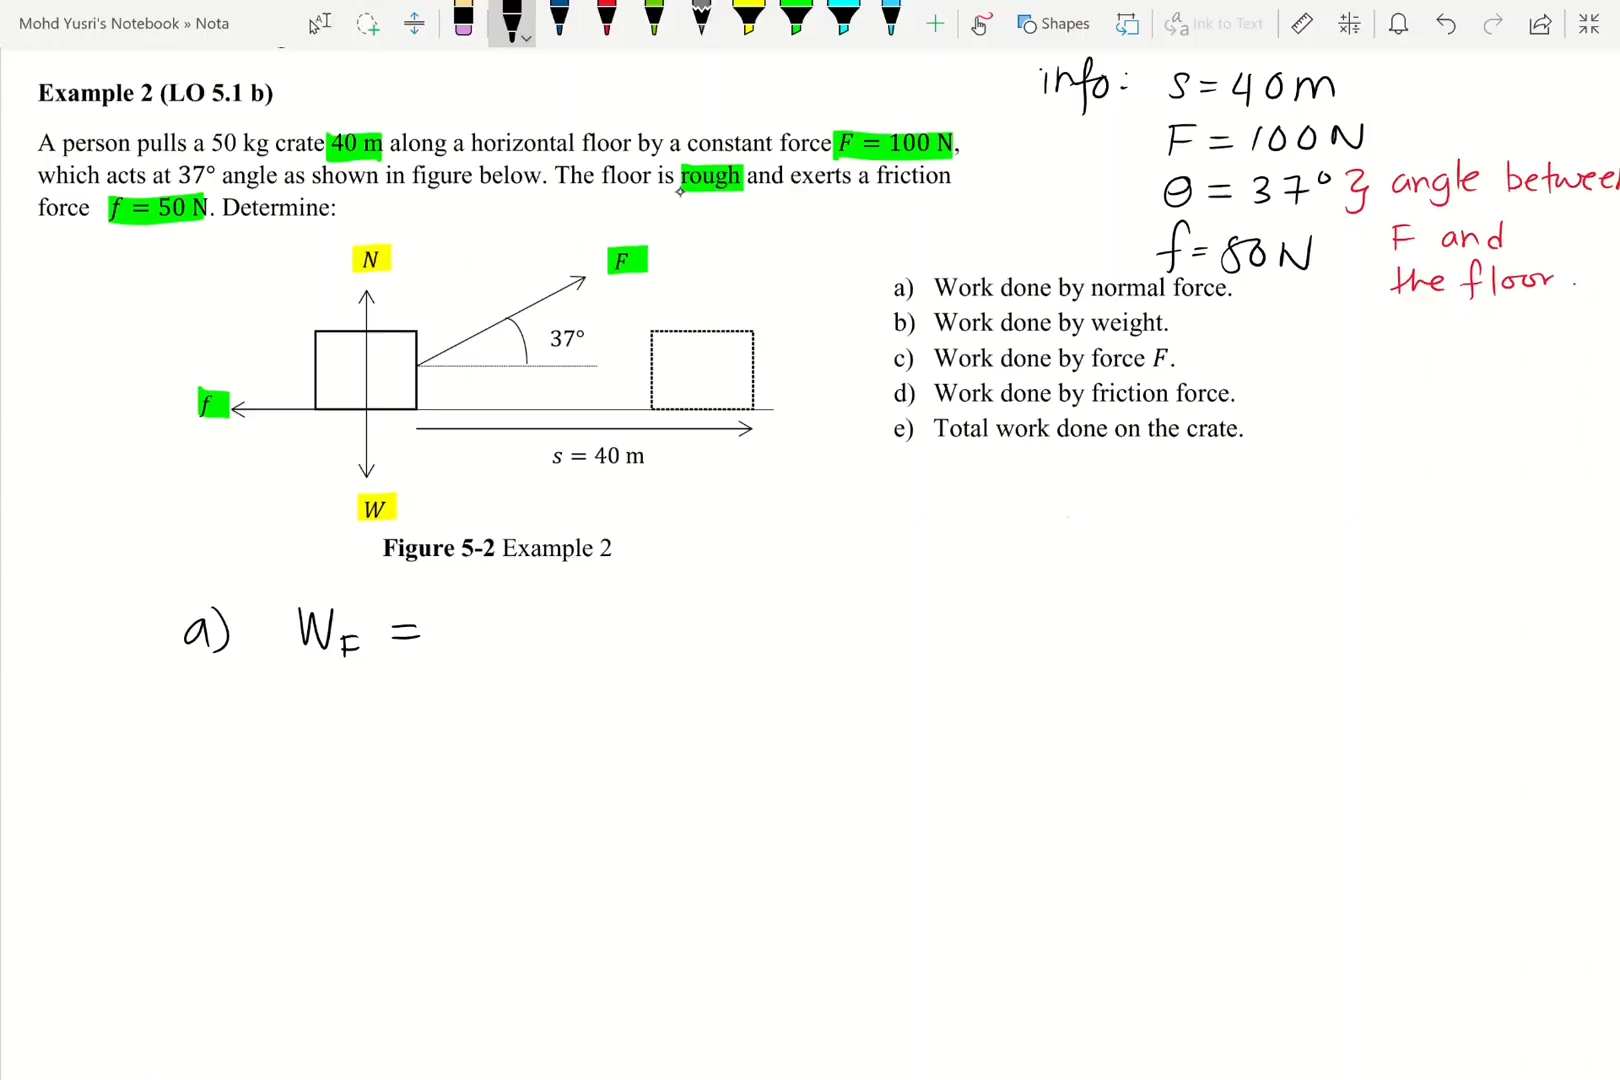 Mohd Yusri's Notebook » Nota
Shapes
Ink to Text
Example 2 (LO 5.1 b)
A person pulls a 50 kg crate 40 m along a horizontal floor by a constant force F = 100 N,
which acts at 37° angle as shown in figure below. The floor is rough and exerts a friction
force f = 50 N. Determine:
info: s = 40m
F = 100N
θ = 37° } angle between
F and
the floor.
f = 50N
N
F
37°
f
s = 40 m
W
Figure 5-2 Example 2
a) Work done by normal force.
b) Work done by weight.
c) Work done by force F.
d) Work done by friction force.
e) Total work done on the crate.
a) W_F =